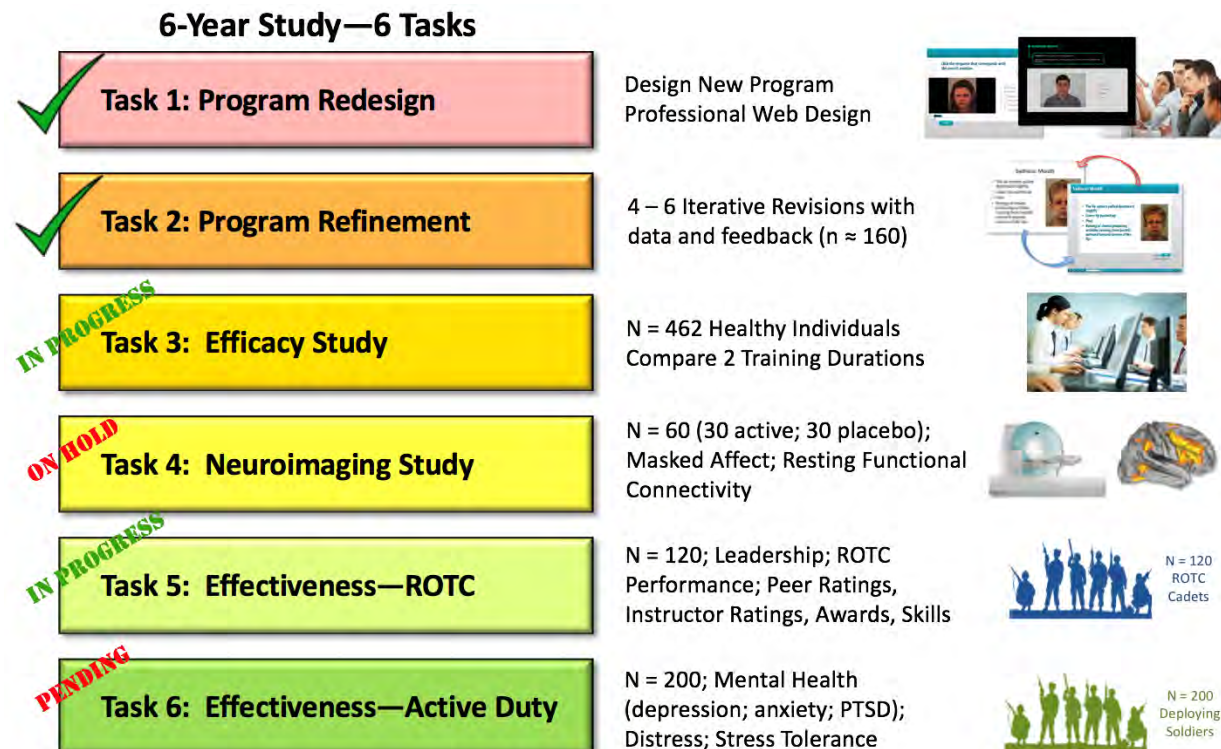 6-Year Study—6 Tasks
Task 1: Program Redesign
Design New Program
Professional Web Design
Task 2: Program Refinement
4 – 6 Iterative Revisions with
data and feedback (n ≈ 160)
IN PROGRESS
Task 3: Efficacy Study
N = 462 Healthy Individuals
Compare 2 Training Durations
ON HOLD
Task 4: Neuroimaging Study
N = 60 (30 active; 30 placebo);
Masked Affect; Resting Functional
Connectivity
IN PROGRESS
Task 5: Effectiveness—ROTC
N = 120; Leadership; ROTC
Performance; Peer Ratings,
Instructor Ratings, Awards, Skills
N = 120
ROTC
Cadets
PENDING
Task 6: Effectiveness—Active Duty
N = 200; Mental Health
(depression; anxiety; PTSD);
Distress; Stress Tolerance
N = 200
Deploying
Soldiers